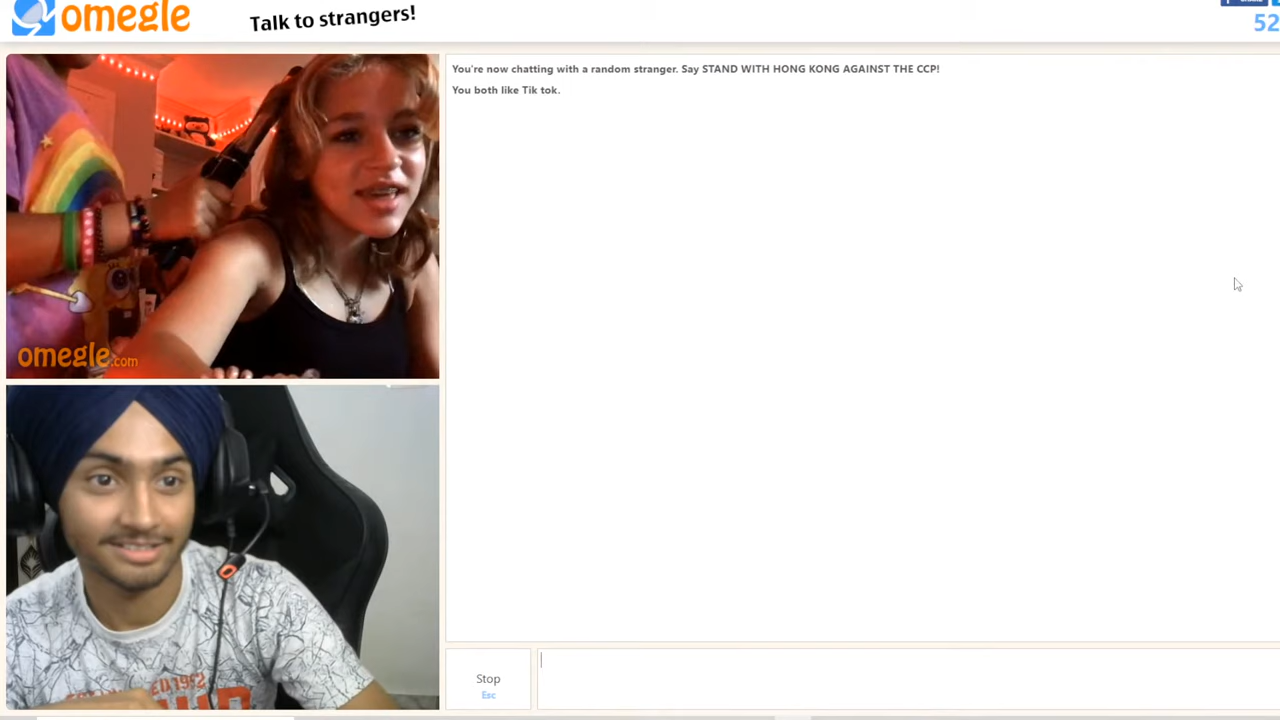 omegle
Talk to strangers!
52
You're now chatting with a random stranger. Say STAND WITH HONG KONG AGAINST THE CCP!
You both like Tik tok.
omegle.com
Stop
Esc